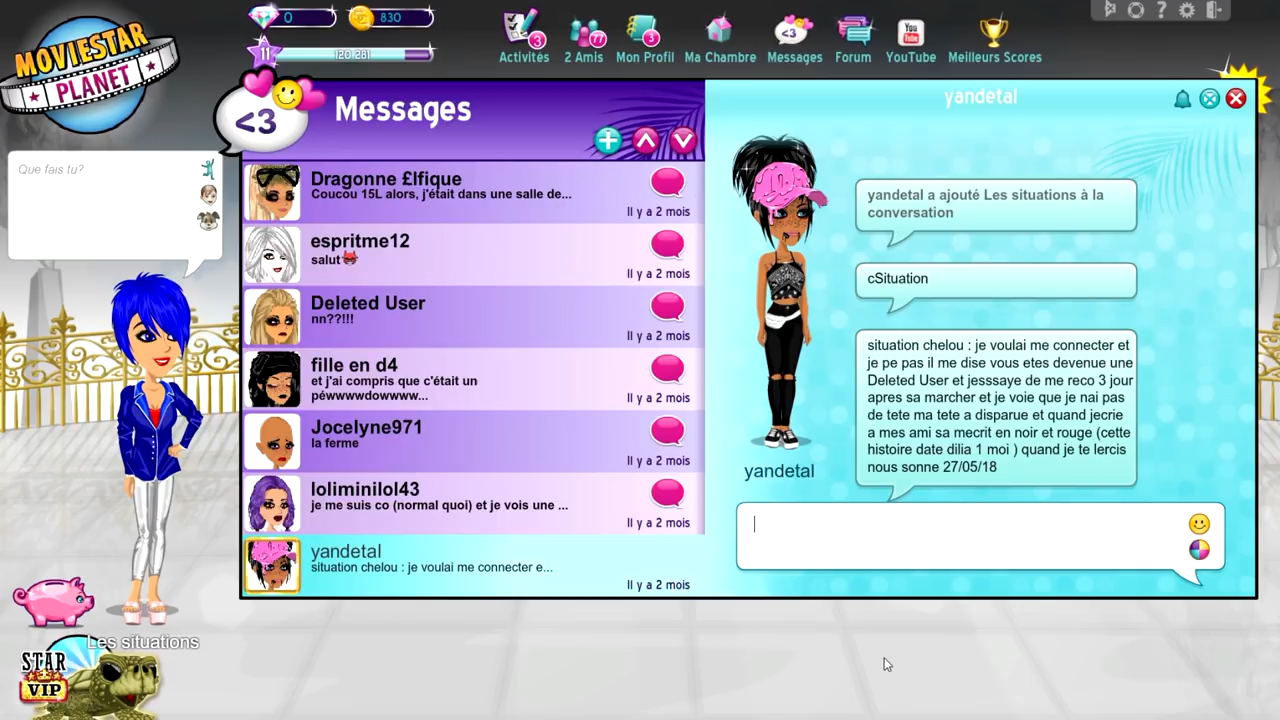 MOVIESTAR
PLANET
0
830
11
120.281
3
77
3
<3
You
Tube
Activités
2 Amis
Mon Profil
Ma Chambre
Messages
Forum
YouTube
Meilleurs Scores
?
Que fais tu?
<3
Messages
Dragonne £lfique
Coucou 15L alors, j'était dans une salle de...
Il y a 2 mois
espritme12
salut
Il y a 2 mois
Deleted User
nn??!!!
Il y a 2 mois
fille en d4
et j'ai compris que c'était un
péwwwwdowwww...
Il y a 2 mois
Jocelyne971
la ferme
Il y a 2 mois
loliminilol43
je me suis co (normal quoi) et je vois une ...
Il y a 2 mois
yandetal
situation chelou : je voulai me connecter e...
Il y a 2 mois
yandetal
yandetal a ajouté Les situations à la
conversation
cSituation
situation chelou : je voulai me connecter et
je pe pas il me dise vous etes devenue une
Deleted User et jesssaye de me reco 3 jour
apres sa marcher et je voie que je nai pas
de tete ma tete a disparue et quand jecrie
a mes ami sa mecrit en noir et rouge (cette
histoire date dilia 1 moi ) quand je te lercis
nous sonne 27/05/18
yandetal
Les situations
STAR
VIP